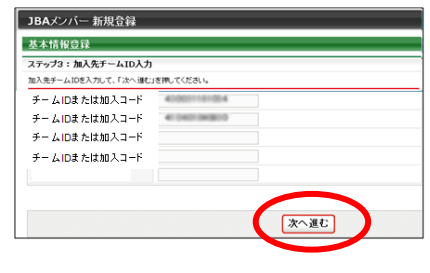 JBAメンバー 新規登録
基本情報登録
ステップ3：加入先チームID入力
加入先チームIDを入力して、「次へ進む」を押してください。
チームIDまたは加入コード
チームIDまたは加入コード
チームIDまたは加入コード
チームIDまたは加入コード
次へ進む